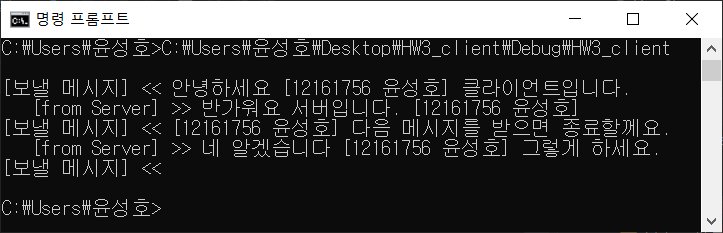 명령 프롬프트
C:\Users\윤성호>C:\Users\윤성호\Desktop\HW3_client\Debug\HW3_client
[보낼 메시지] << 안녕하세요 [12161756 윤성호] 클라이언트입니다.
[from Server] >> 반가워요 서버입니다. [12161756 윤성호]
[보낼 메시지] << [12161756 윤성호] 다음 메시지를 받으면 종료할께요.
[from Server] >> 네 알겠습니다 [12161756 윤성호] 그렇게 하세요.
[보낼 메시지] <<
C:\Users\윤성호>